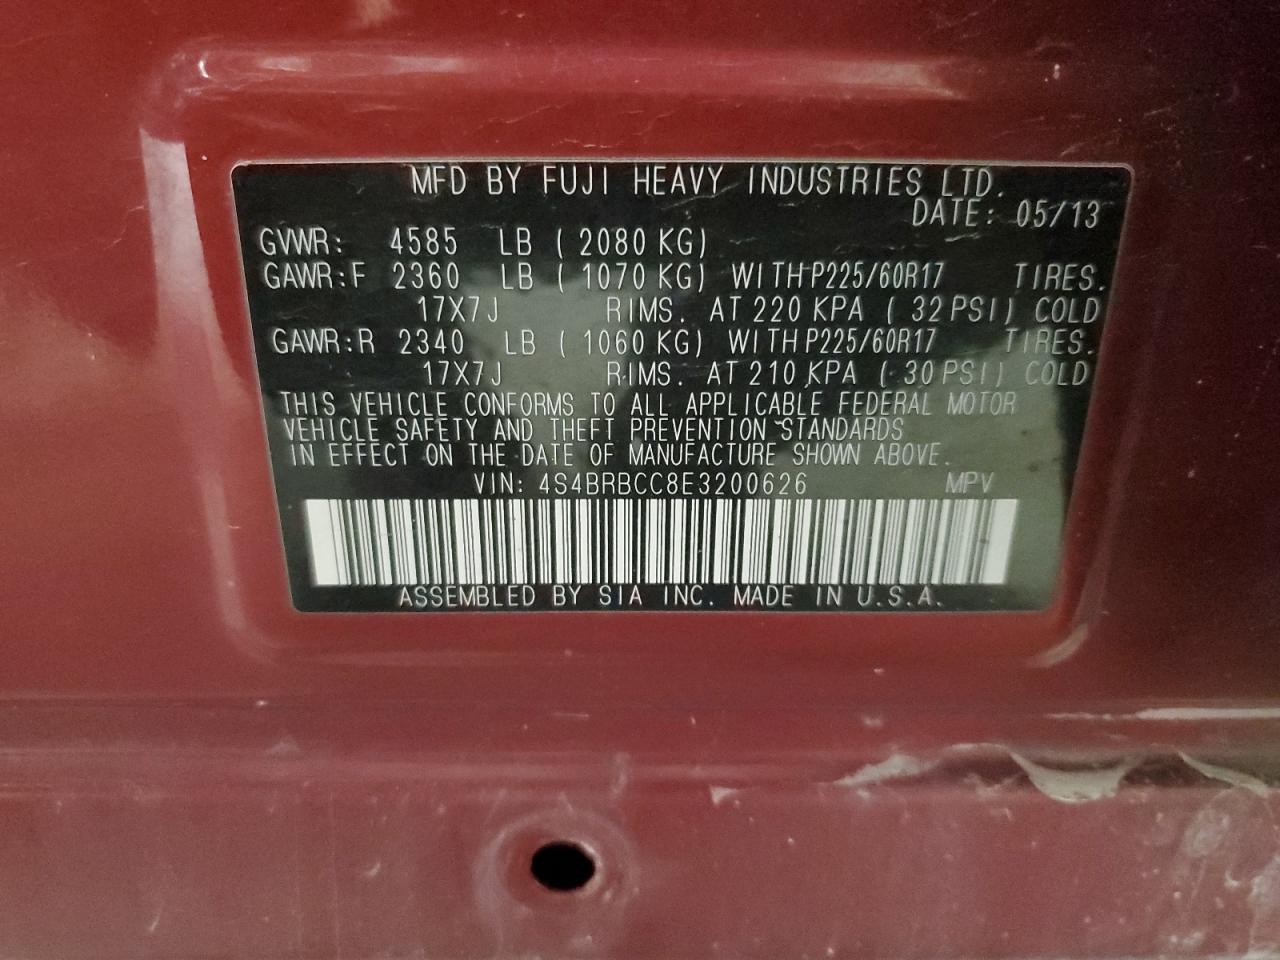 MFD BY FUJI HEAVY INDUSTRIES LTD.
DATE: 05/13
GVWR: 4585 LB (2080 KG)
GAWR:F 2360 LB (1070 KG) WITH P225/60R17 TIRES.
17X7J RIMS. AT 220 KPA (32 PSI) COLD
GAWR:R 2340 LB (1060 KG) WITH P225/60R17 TIRES.
17X7J RIMS. AT 210 KPA (30 PSI) COLD
THIS VEHICLE CONFORMS TO ALL APPLICABLE FEDERAL MOTOR
VEHICLE SAFETY AND THEFT PREVENTION STANDARDS
IN EFFECT ON THE DATE OF MANUFACTURE SHOWN ABOVE.
VIN: 4S4BRBCC8E3200626 MPV
ASSEMBLED BY SIA INC. MADE IN U.S.A.